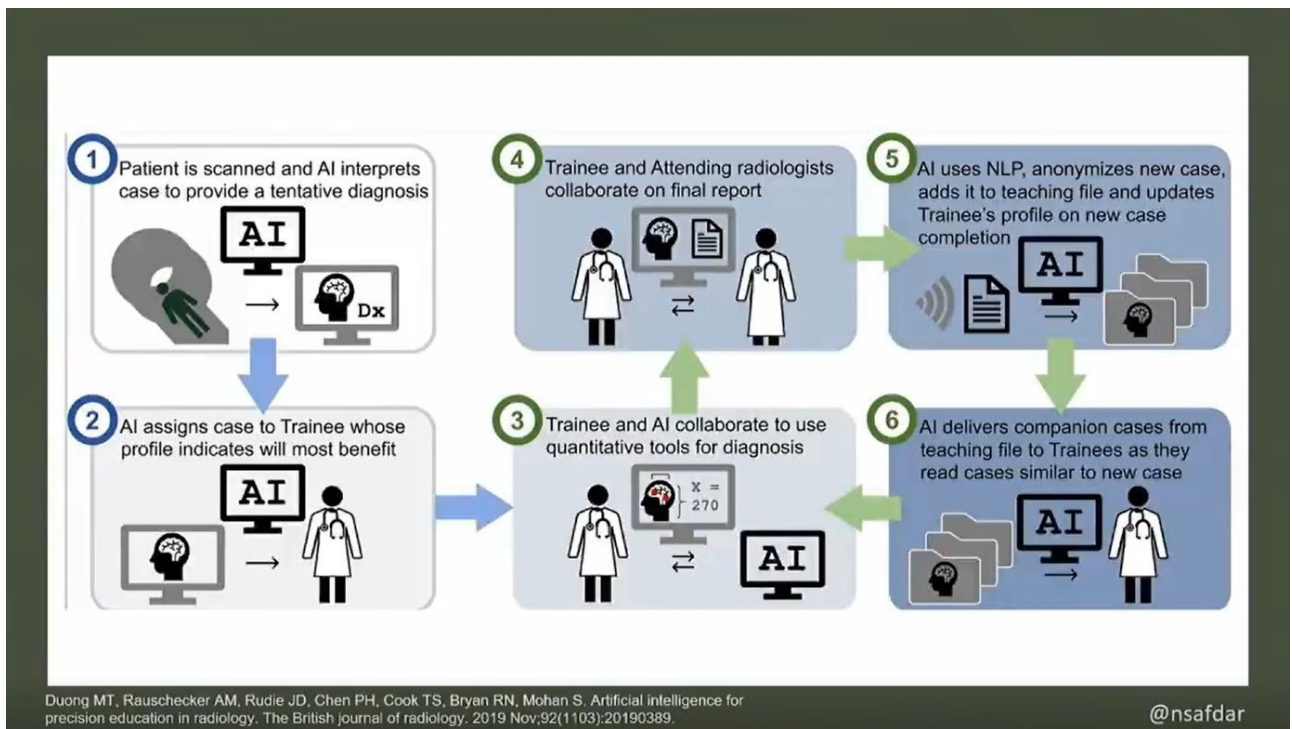 1
Patient is scanned and AI interprets
case to provide a tentative diagnosis
AI
Dx
2
AI assigns case to Trainee whose
profile indicates will most benefit
AI
3
Trainee and AI collaborate to use
quantitative tools for diagnosis
X =
270
AI
4
Trainee and Attending radiologists
collaborate on final report
5
AI uses NLP, anonymizes new case,
adds it to teaching file and updates
Trainee's profile on new case
completion
AI
6
AI delivers companion cases from
teaching file to Trainees as they
read cases similar to new case
AI
Duong MT, Rauschecker AM, Rudie JD, Chen PH, Cook TS, Bryan RN, Mohan S. Artificial intelligence for
precision education in radiology. The British journal of radiology. 2019 Nov;92(1103):20190389.
@nsafdar